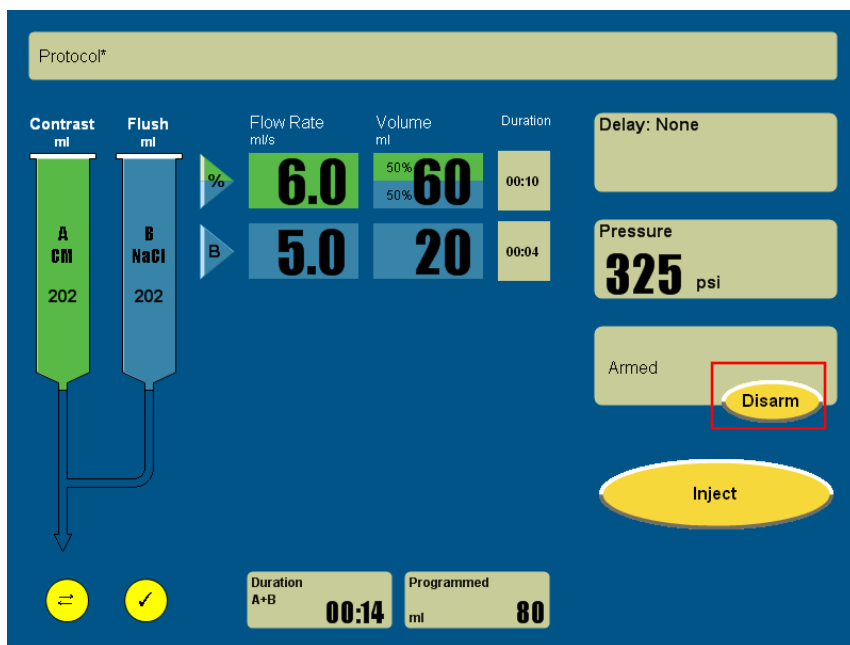 Protocol*
Contrast
ml
Flush
ml
Flow Rate
ml/s
Volume
ml
Duration
%
6.0
50%
50%
60
00:10
B
5.0
20
00:04
A
CM
202
B
NaCl
202
Delay: None
Pressure
325 psi
Armed
Disarm
Inject
Duration
A+B
00:14
Programmed
ml
80